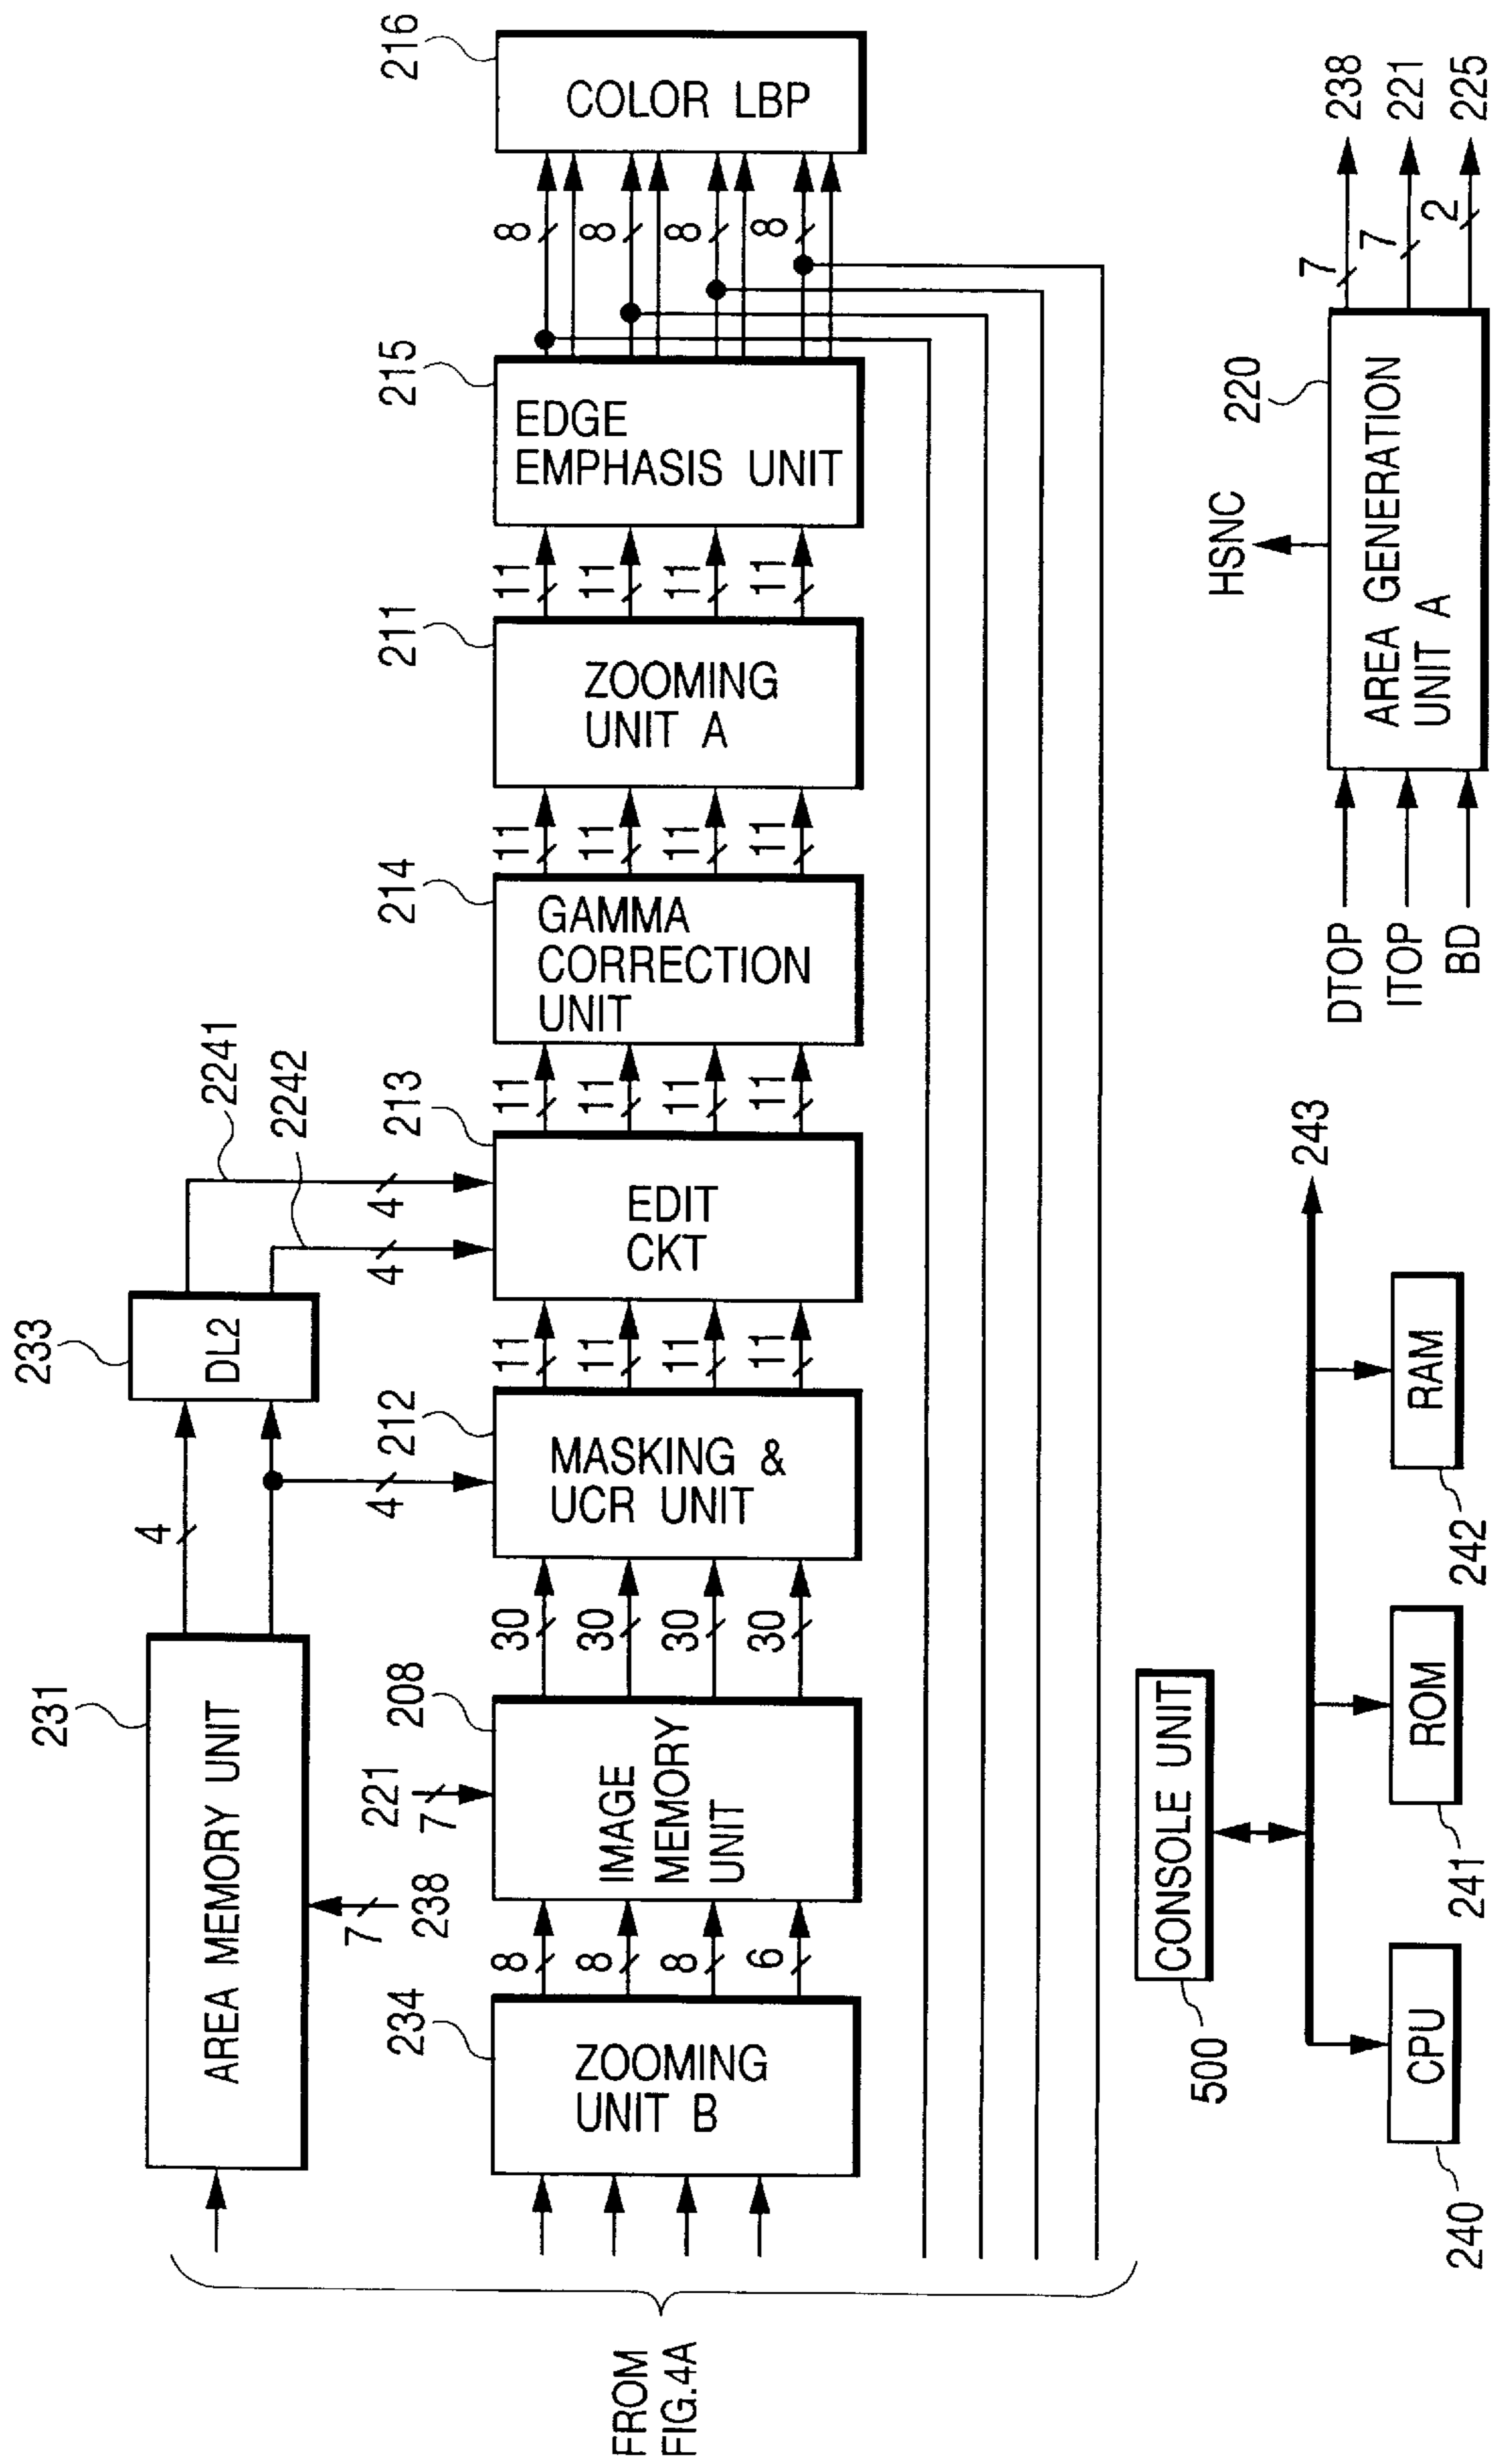 FROM
FIG.4A
231
AREA MEMORY UNIT
7
238
4
233
DL2
2241
2242
4
4
4
234
ZOOMING
UNIT B
8
8
8
6
221
7
208
IMAGE
MEMORY
UNIT
30
30
30
30
212
MASKING &
UCR UNIT
11
11
11
11
213
EDIT
CKT
11
11
11
11
214
GAMMA
CORRECTION
UNIT
11
11
11
11
211
ZOOMING
UNIT A
11
11
11
11
215
EDGE
EMPHASIS UNIT
8
8
8
8
216
COLOR LBP
500
CONSOLE UNIT
243
240
CPU
241
ROM
242
RAM
DTOP
ITOP
BD
HSNC
220
AREA GENERATION
UNIT A
7
238
7
221
2
225